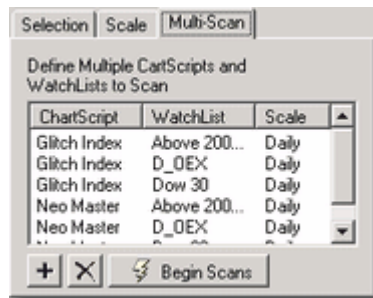 Selection Scale Multi-Scan
Define Multiple CartScripts and
WatchLists to Scan
ChartScript WatchList Scale
Glitch Index Above 200... Daily
Glitch Index D_OEX Daily
Glitch Index Dow 30 Daily
Neo Master Above 200... Daily
Neo Master D_OEX Daily
Begin Scans